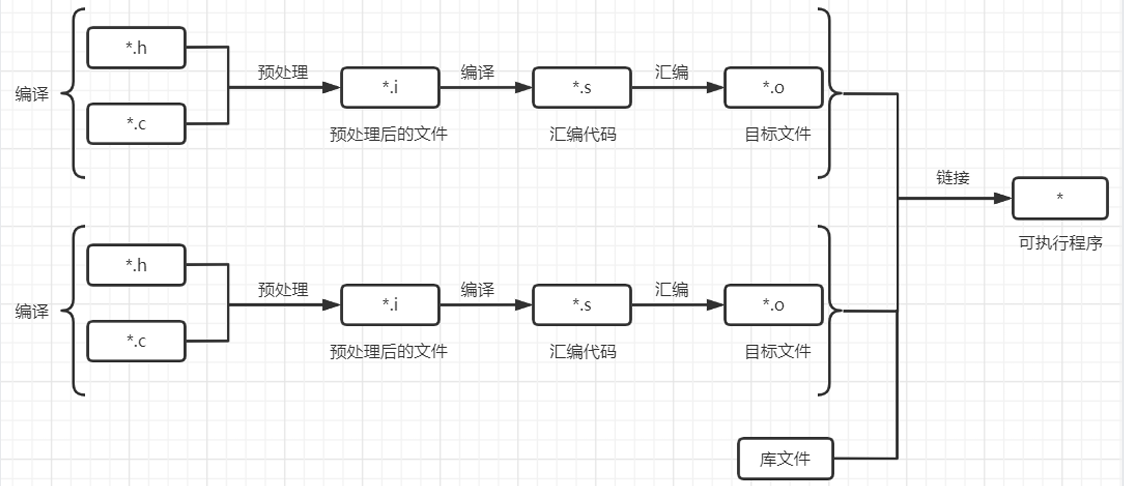 编译
*.h
*.c
预处理
*.i
预处理后的文件
编译
*.s
汇编代码
汇编
*.o
目标文件
链接
*
可执行程序
编译
*.h
*.c
预处理
*.i
预处理后的文件
编译
*.s
汇编代码
汇编
*.o
目标文件
库文件